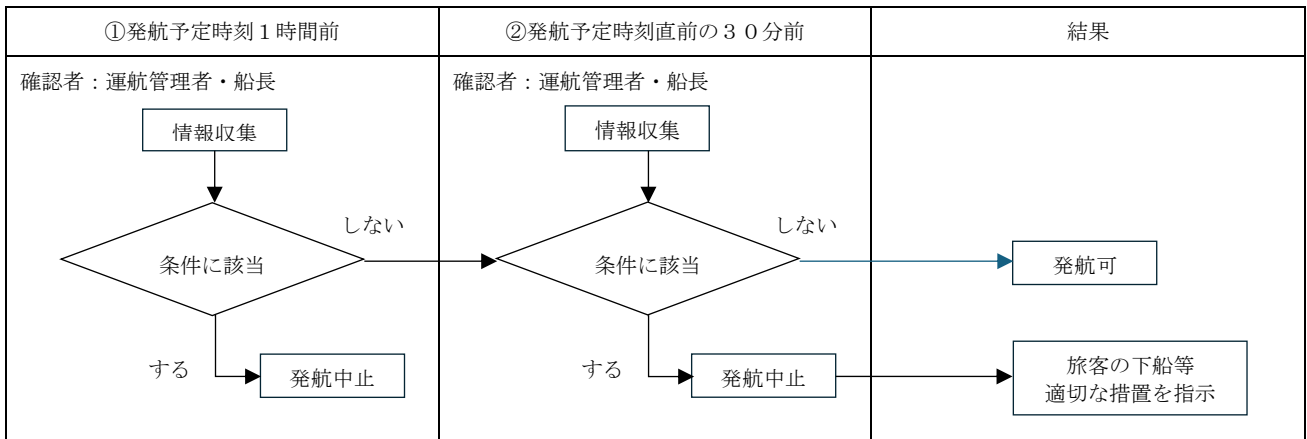 ①発航予定時刻１時間前
②発航予定時刻直前の３０分前
結果
確認者：運航管理者・船長
情報収集
条件に該当
しない
する
発航中止
確認者：運航管理者・船長
情報収集
条件に該当
しない
する
発航中止
発航可
旅客の下船等
適切な措置を指示